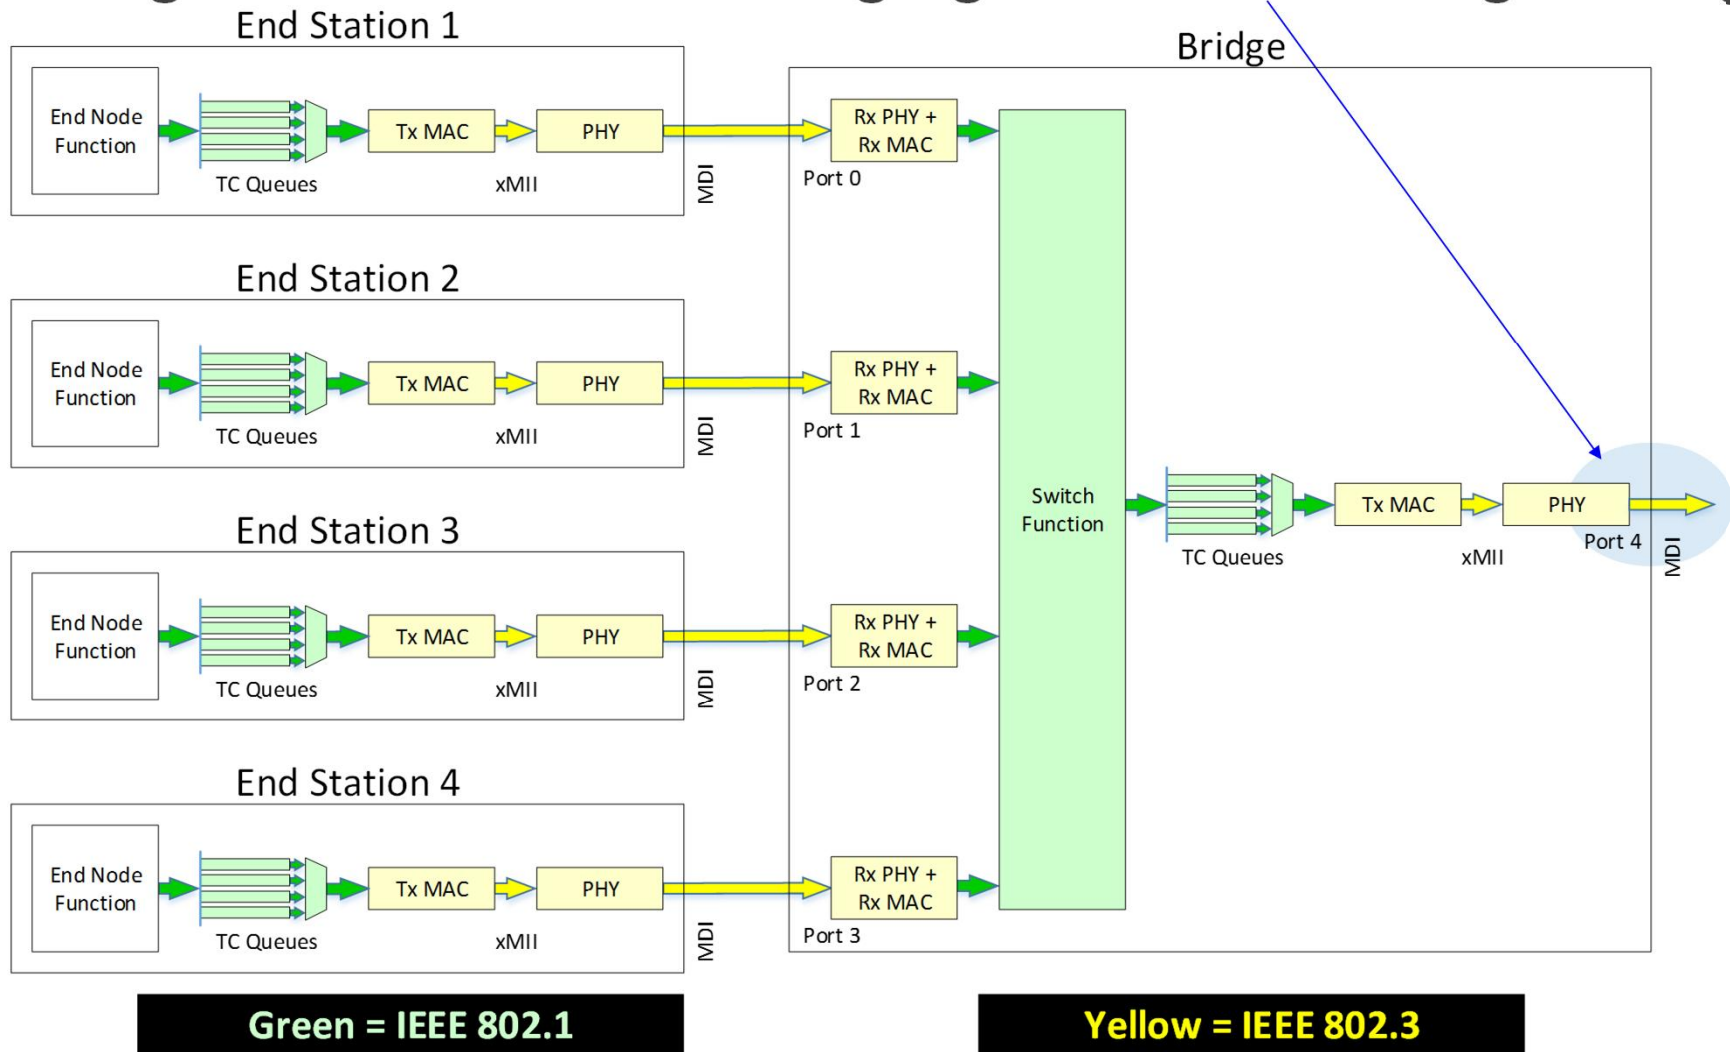 End Station 1
Bridge
End Node
Function
TC Queues
Tx MAC
xMII
PHY
MDI
Rx PHY +
Rx MAC
Port 0
End Station 2
End Node
Function
TC Queues
Tx MAC
xMII
PHY
MDI
Rx PHY +
Rx MAC
Port 1
Switch
Function
TC Queues
Tx MAC
xMII
PHY
Port 4
MDI
End Station 3
End Node
Function
TC Queues
Tx MAC
xMII
PHY
MDI
Rx PHY +
Rx MAC
Port 2
End Station 4
End Node
Function
TC Queues
Tx MAC
xMII
PHY
MDI
Rx PHY +
Rx MAC
Port 3
Green = IEEE 802.1
Yellow = IEEE 802.3